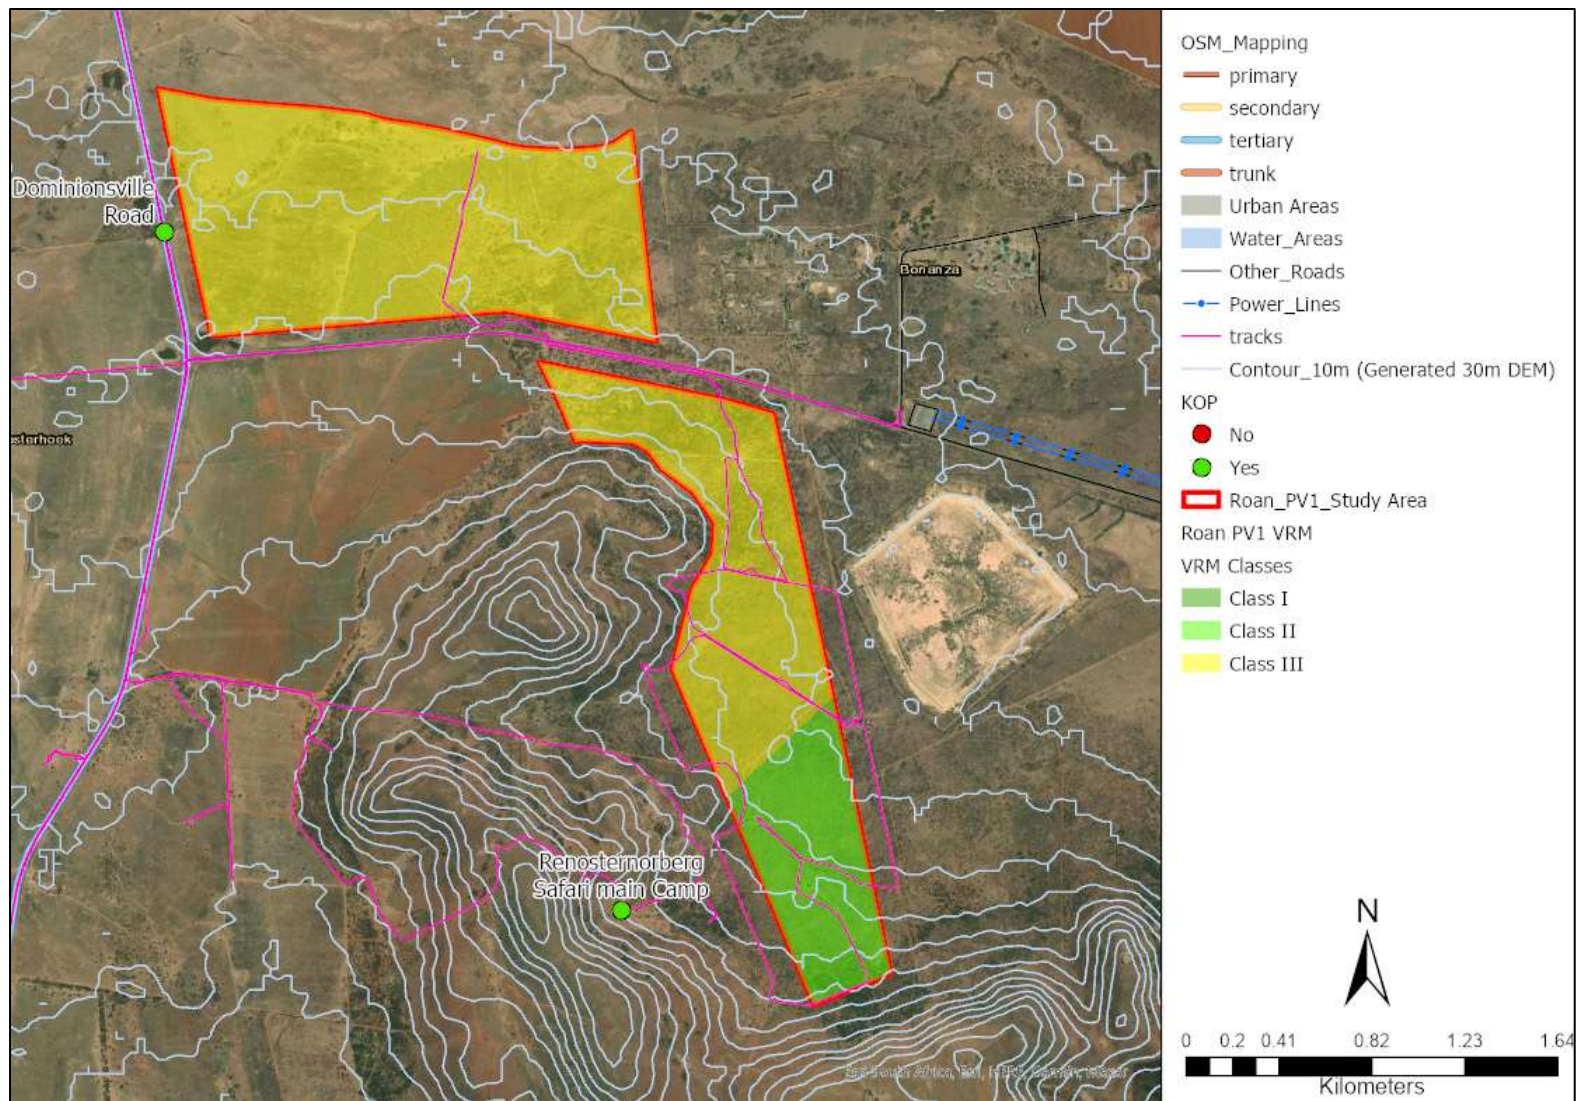 Dominionsville
Road
Bonanza
sterhoek
Renosternorberg
Safari main Camp
OSM_Mapping
primary
secondary
tertiary
trunk
Urban Areas
Water_Areas
Other_Roads
Power_Lines
tracks
Contour_10m (Generated 30m DEM)
KOP
No
Yes
Roan_PV1_Study Area
Roan PV1 VRM
VRM Classes
Class I
Class II
Class III
N
0 0.2 0.41 0.82 1.23 1.64
Kilometers